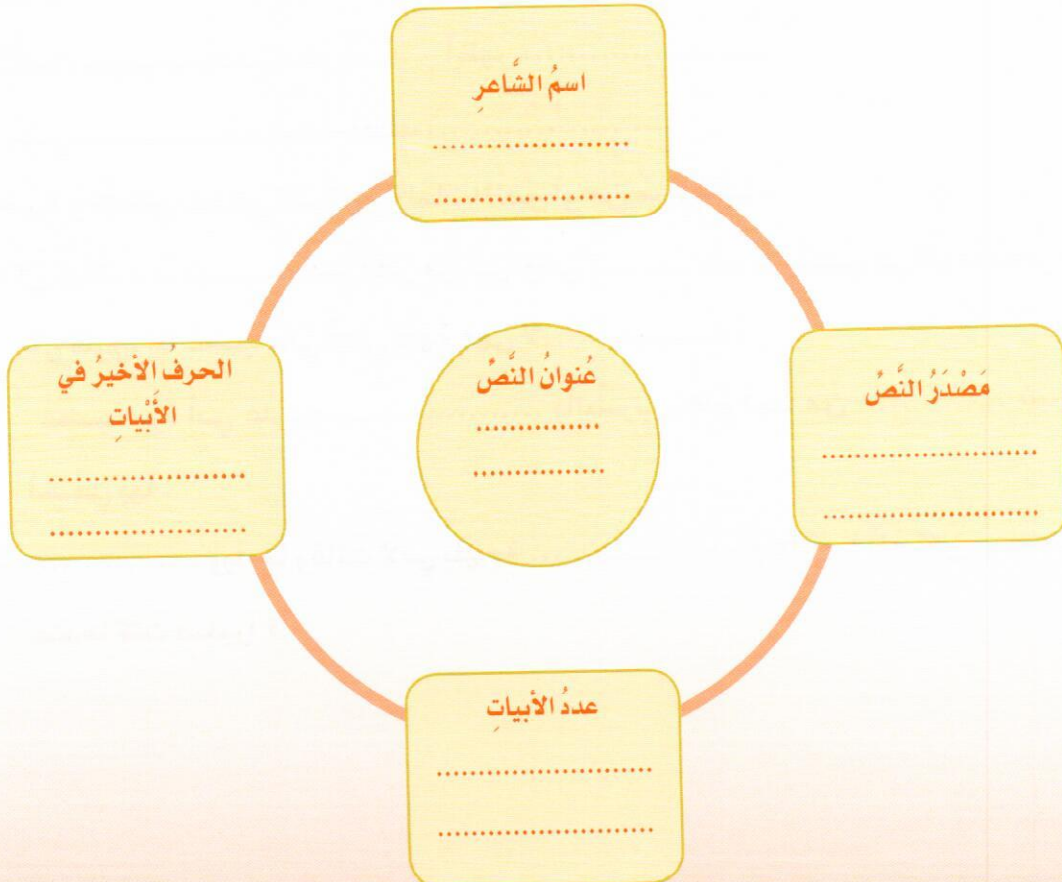 اسمُ الشَّاعرِ
......................
......................
مَصْدَرُ النَّصِّ
........................
........................
عُنوانُ النَّصِّ
..............
...............
الحرفُ الأخيرُ في
الأَبْياتِ
......................
......................
عددُ الأبياتِ
........................
........................